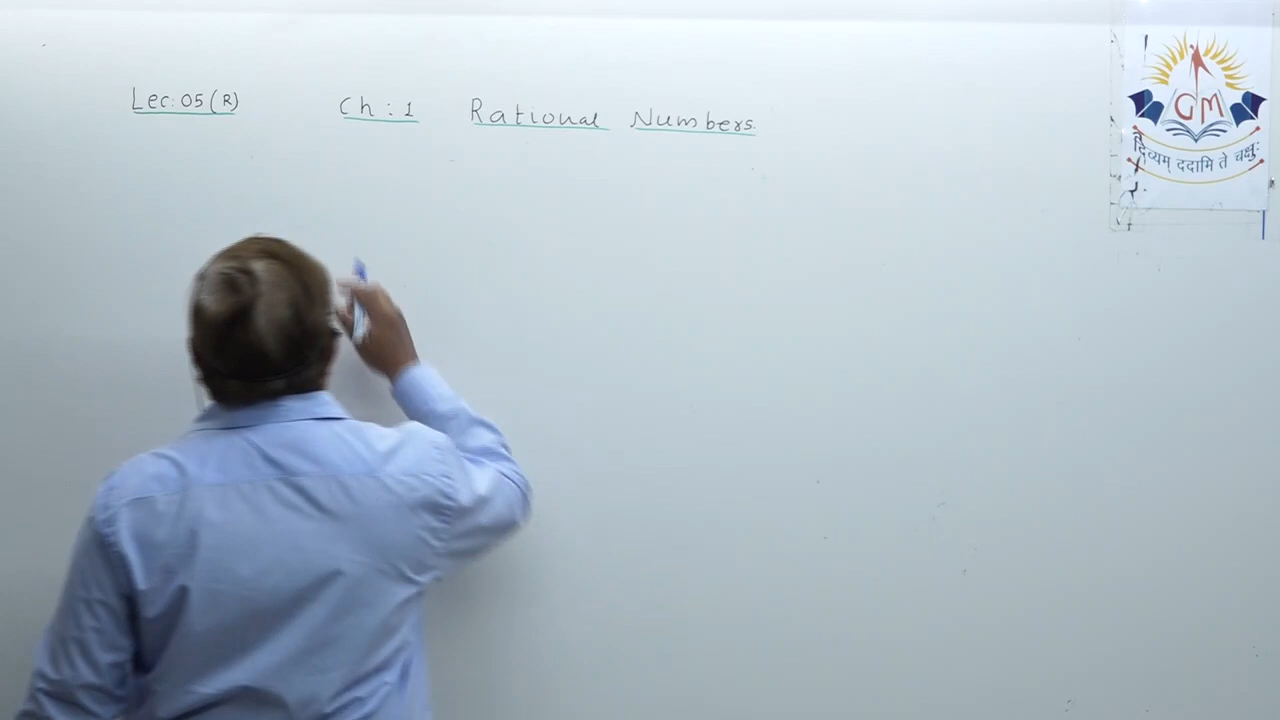 Lec: 05 (R) Ch : 1 Rational Numbers.
GM
दिव्यम् ददामि ते चक्षुः